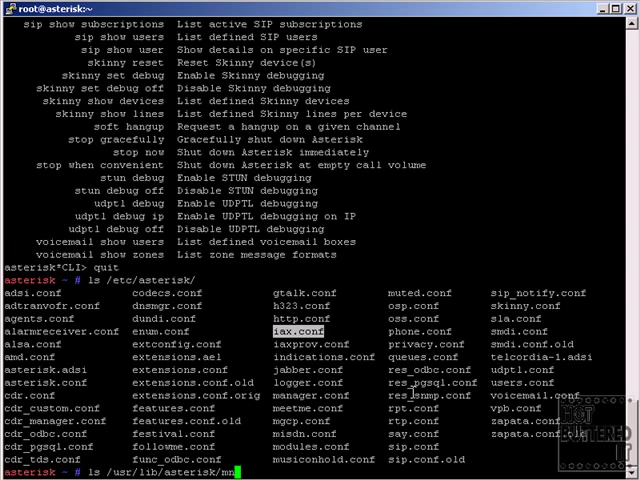 root@asterisk:~
sip show subscriptions List active SIP subscriptions
sip show users List defined SIP users
sip show user Show details on specific SIP user
skinny reset Reset Skinny device(s)
skinny set debug Enable Skinny debugging
skinny set debug off Disable Skinny debugging
skinny show devices List defined Skinny devices
skinny show lines List defined Skinny lines per device
soft hangup Request a hangup on a given channel
stop gracefully Gracefully shut down Asterisk
stop now Shut down Asterisk immediately
stop when convenient Shut down Asterisk at empty call volume
stun debug Enable STUN debugging
stun debug off Disable STUN debugging
udptl debug Enable UDPTL debugging
udptl debug ip Enable UDPTL debugging on IP
udptl debug off Disable UDPTL debugging
voicemail show users List defined voicemail boxes
voicemail show zones List zone message formats
asterisk*CLI> quit
asterisk ~ # ls /etc/asterisk/
adsi.conf codecs.conf gtalk.conf muted.conf sip_notify.conf
adtranvofr.conf dnsmgr.conf h323.conf osp.conf skinny.conf
agents.conf dundi.conf http.conf oss.conf sla.conf
alarmreceiver.conf enum.conf iax.conf phone.conf smdi.conf
alsa.conf extconfig.conf iaxprov.conf privacy.conf smdi.conf.old
amd.conf extensions.ael indications.conf queues.conf telcordia-1.adsi
asterisk.adsi extensions.conf jabber.conf res_odbc.conf udptl.conf
asterisk.conf extensions.conf.old logger.conf res_pgsql.conf users.conf
cdr.conf extensions.conf.orig manager.conf res_snmp.conf voicemail.conf
cdr_custom.conf features.conf meetme.conf rpt.conf vpb.conf
cdr_manager.conf features.conf.old mgcp.conf rtp.conf zapata.conf
cdr_odbc.conf festival.conf misdn.conf say.conf zapata.conf.old
cdr_pgsql.conf followme.conf modules.conf sip.conf
cdr_tds.conf func_odbc.conf musiconhold.conf sip.conf.old
asterisk ~ # ls /usr/lib/asterisk/mn
BUTTERED
IT